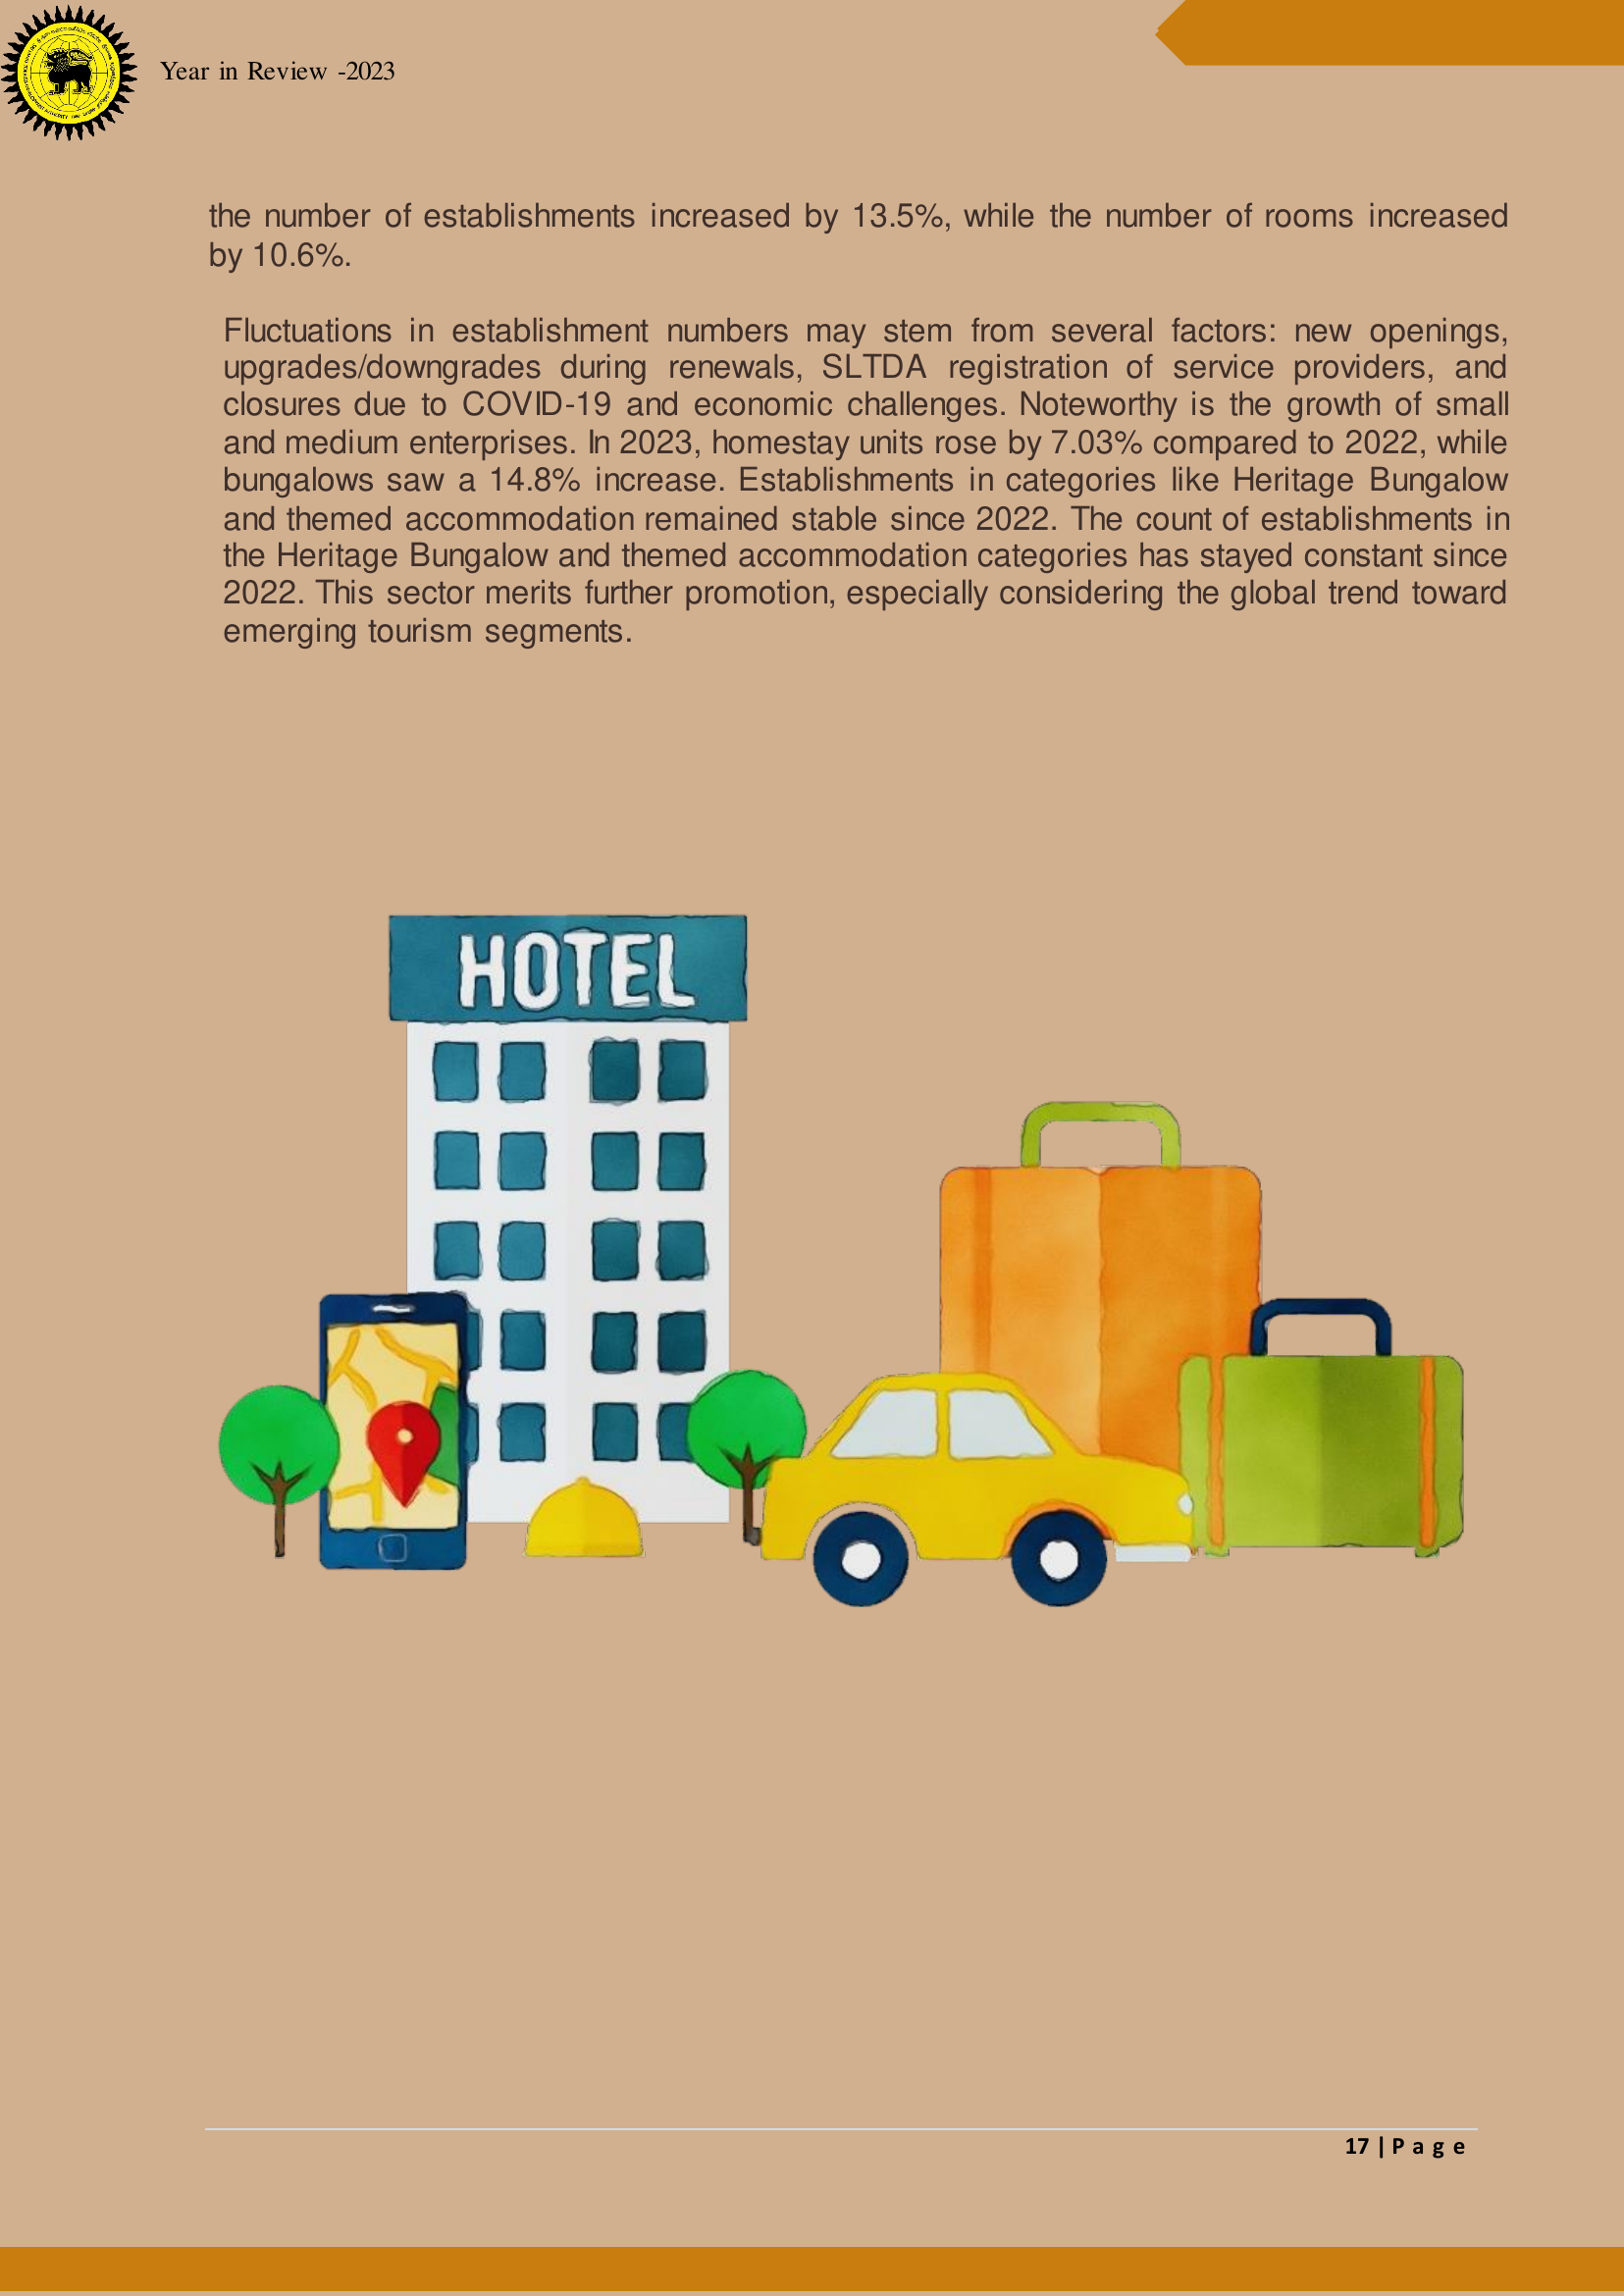 Year in Review -2023
the number of establishments increased by 13.5%, while the number of rooms increased
by 10.6%.
Fluctuations in establishment numbers may stem from several factors: new openings,
upgrades/downgrades during renewals, SLTDA registration of service providers, and
closures due to COVID-19 and economic challenges. Noteworthy is the growth of small
and medium enterprises. In 2023, homestay units rose by 7.03% compared to 2022, while
bungalows saw a 14.8% increase. Establishments in categories like Heritage Bungalow
and themed accommodation remained stable since 2022. The count of establishments in
the Heritage Bungalow and themed accommodation categories has stayed constant since
2022. This sector merits further promotion, especially considering the global trend toward
emerging tourism segments.
HOTEL
17 | P a g e